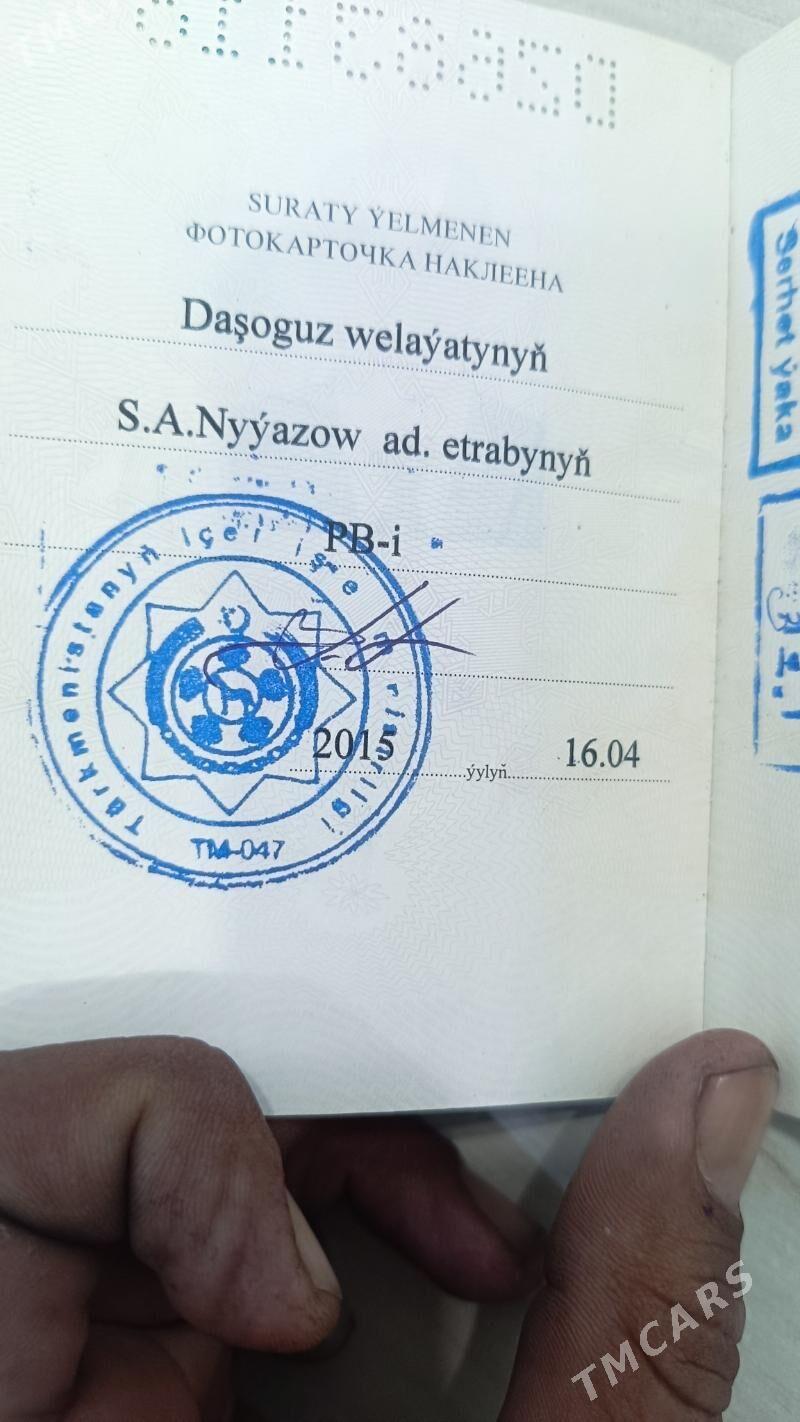 SURATY ÝELMENEN
ФОТОКАРТОЧКА НАКЛЕЕНА
Daşoguz welaýatynyň
S.A.Nyýazow ad. etrabynyň
PB-i
Türkmenistanyň Içeri işler
TM-047
2015 ýylyň 16.04
Serhet ýaka
TMCARS